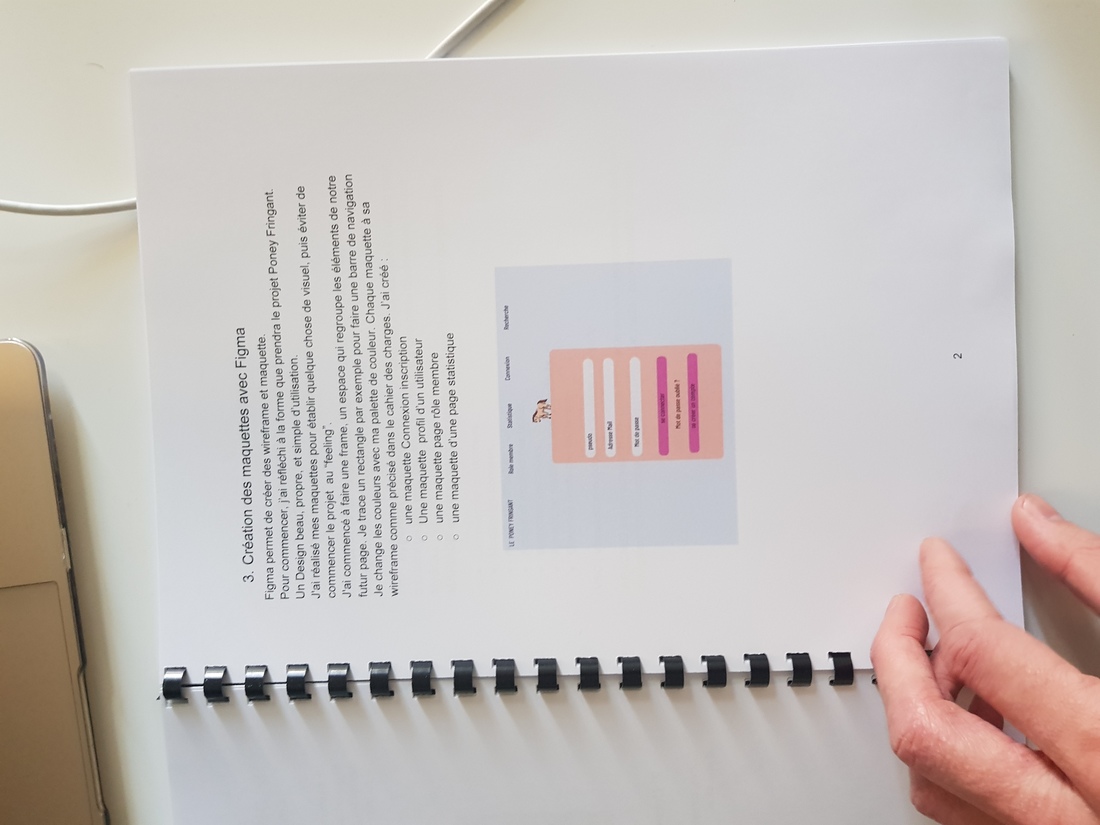 3. Création des maquettes avec Figma
Figma permet de créer des wireframe et maquette.
Pour commencer, j'ai réfléchi à la forme que prendra le projet Poney Fringant.
Un Design beau, propre, et simple d'utilisation.
J'ai réalisé mes maquettes pour établir quelque chose de visuel, puis éviter de
commencer le projet au "feeling".
J'ai commencé à faire une frame, un espace qui regroupe les éléments de notre
futur page. Je trace un rectangle par exemple pour faire une barre de navigation
Je change les couleurs avec ma palette de couleur. Chaque maquette à sa
wireframe comme précisé dans le cahier des charges. J'ai créé :
○ une maquette Connexion inscription
○ Une maquette profil d'un utilisateur
○ une maquette page rôle membre
○ une maquette d'une page statistique
LE PONEY FRINGANT Role membre Statistique Connexion Recherche
pseudo
Adresse Mail
Mot de passe
se connecter
Mot de passe oublie ?
se creer un compte
2